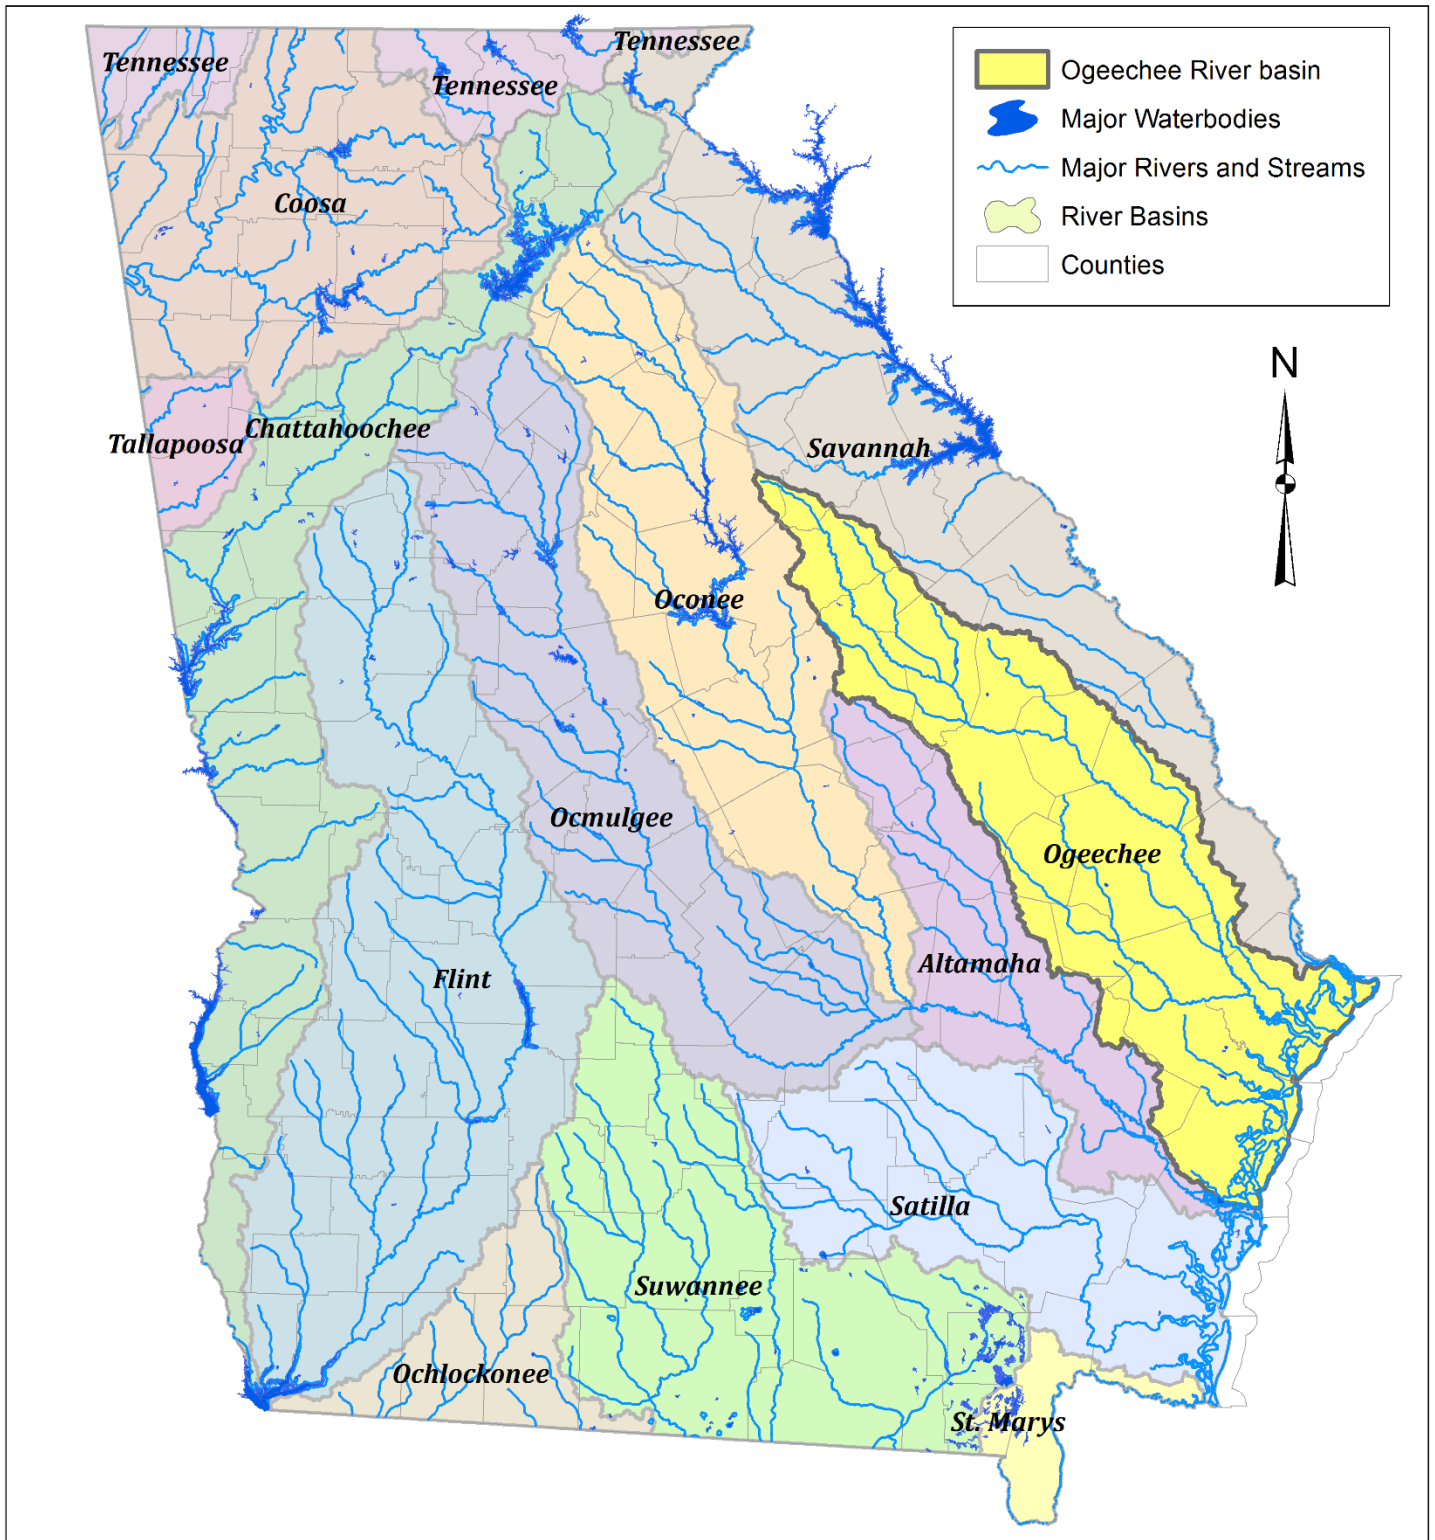 Tennessee
Tennessee
Tennessee
Ogeechee River basin
Major Waterbodies
Major Rivers and Streams
River Basins
Counties
Coosa
N
Tallapoosa
Chattahoochee
Savannah
Oconee
Ocmulgee
Ogeechee
Flint
Altamaha
Satilla
Suwannee
Ochlockonee
St. Marys